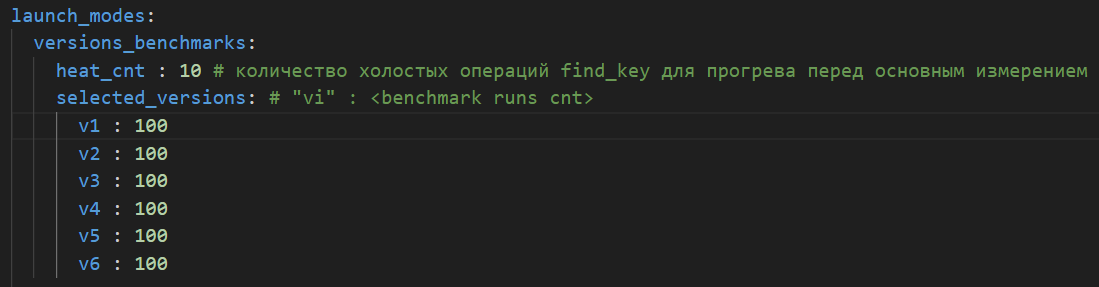 launch_modes:
versions_benchmarks:
heat_cnt : 10 # количество холостых операций find_key для прогрева перед основным измерением
selected_versions: # "vi" : <benchmark runs cnt>
v1 : 100
v2 : 100
v3 : 100
v4 : 100
v5 : 100
v6 : 100